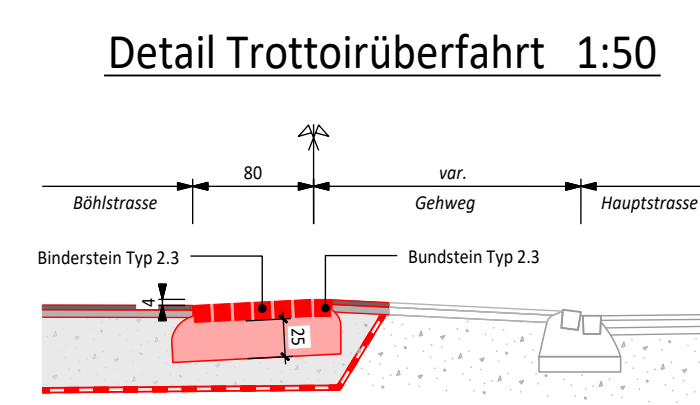 Detail Trottoirüberfahrt 1:50
80 var.
Böhlstrasse Gehweg Hauptstrasse
Binderstein Typ 2.3 Bundstein Typ 2.3
4
25